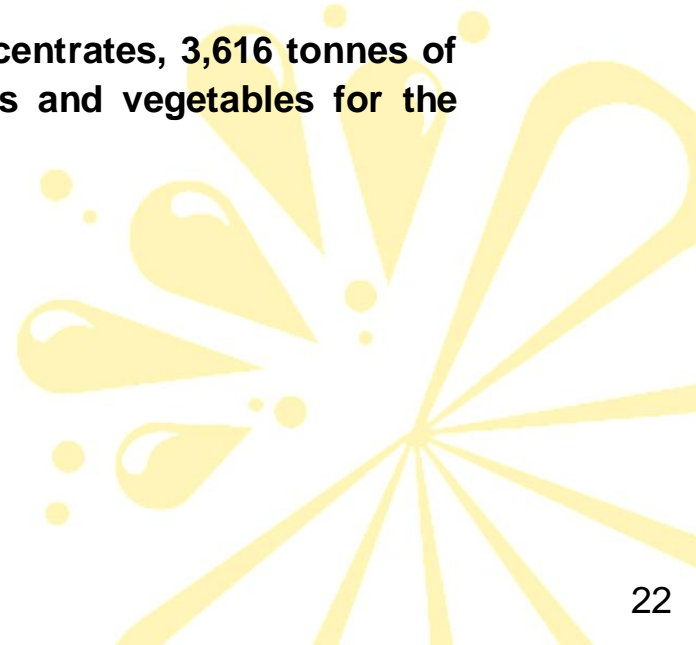 centrates, 3,616 tonnes of
s and vegetables for the
22